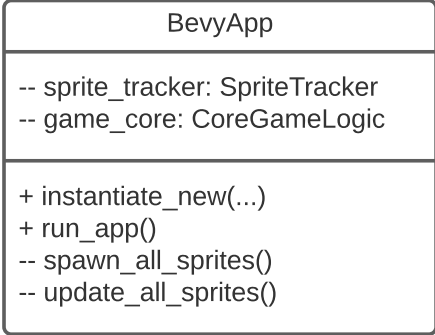 BevyApp
-- sprite_tracker: SpriteTracker
-- game_core: CoreGameLogic
+ instantiate_new(...)
+ run_app()
-- spawn_all_sprites()
-- update_all_sprites()